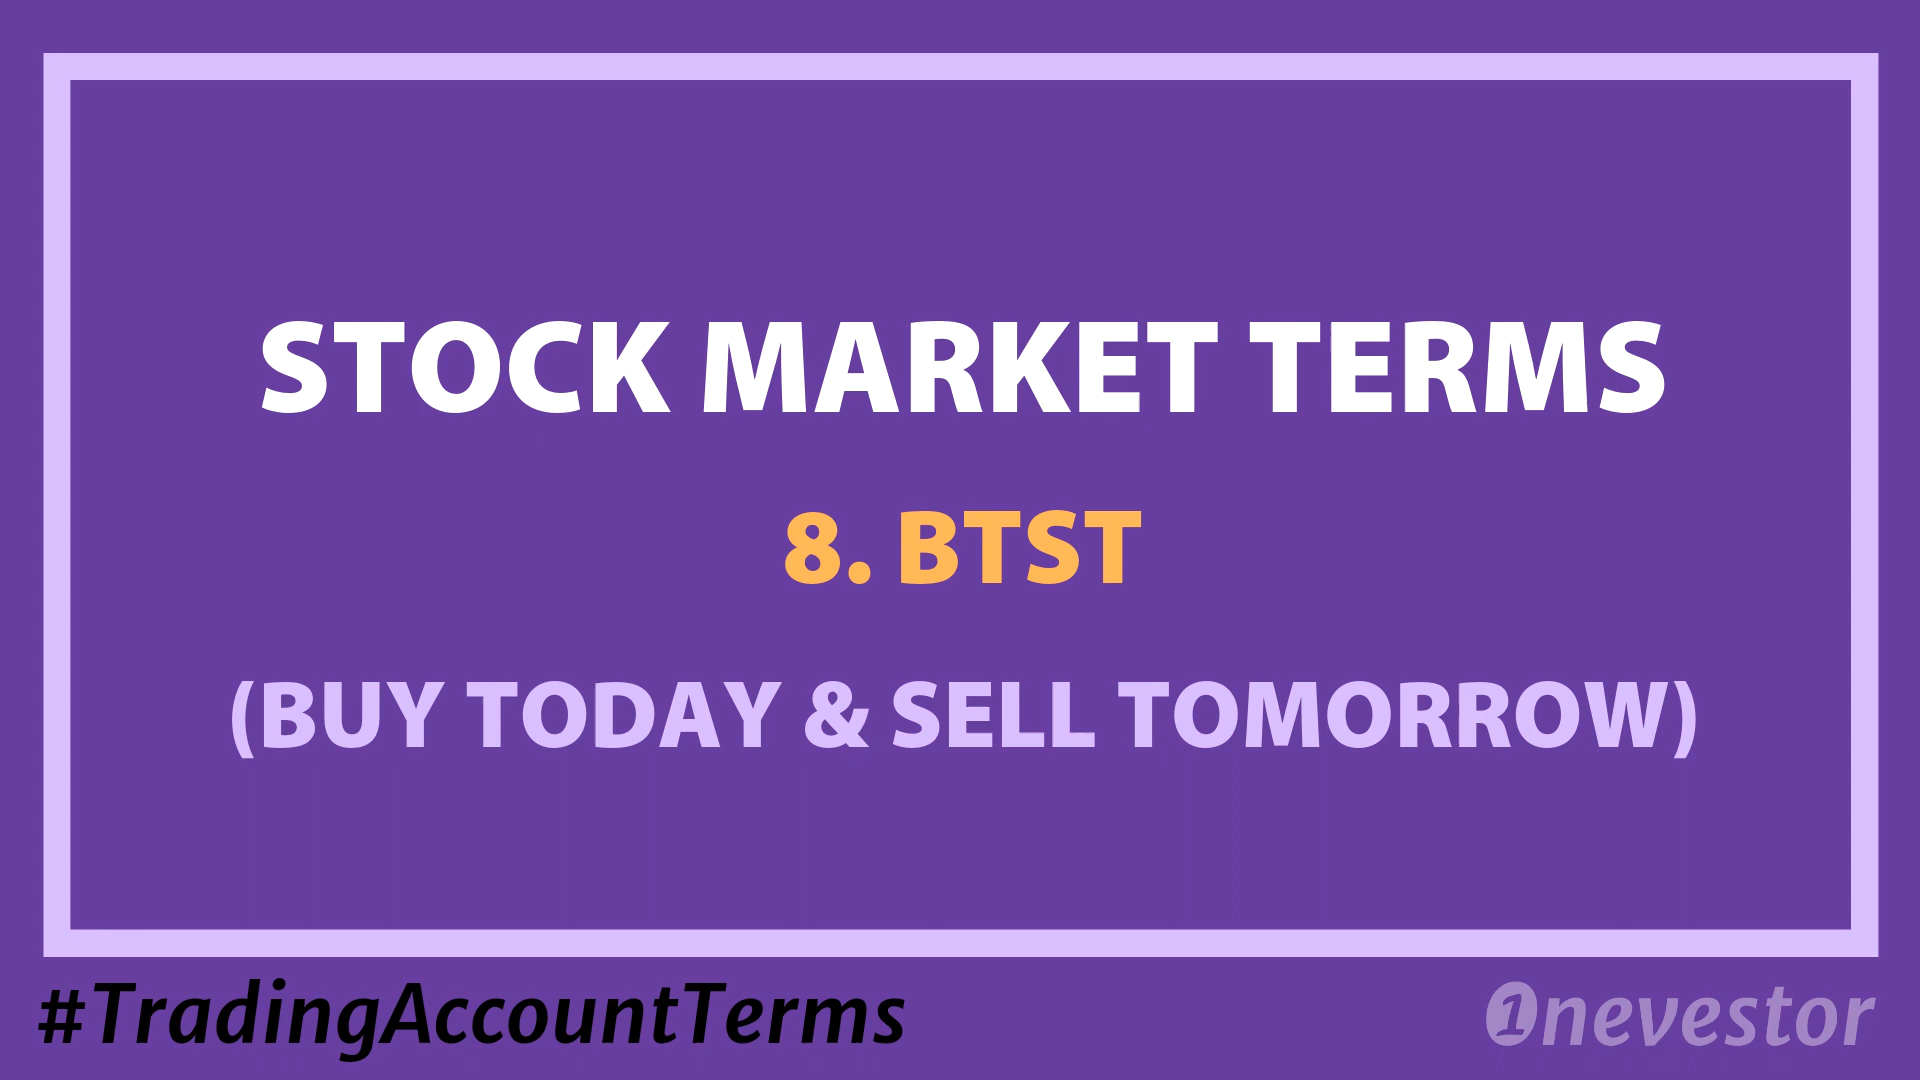 STOCK MARKET TERMS
8. BTST
(BUY TODAY & SELL TOMORROW)
#TradingAccountTerms
1nevestor